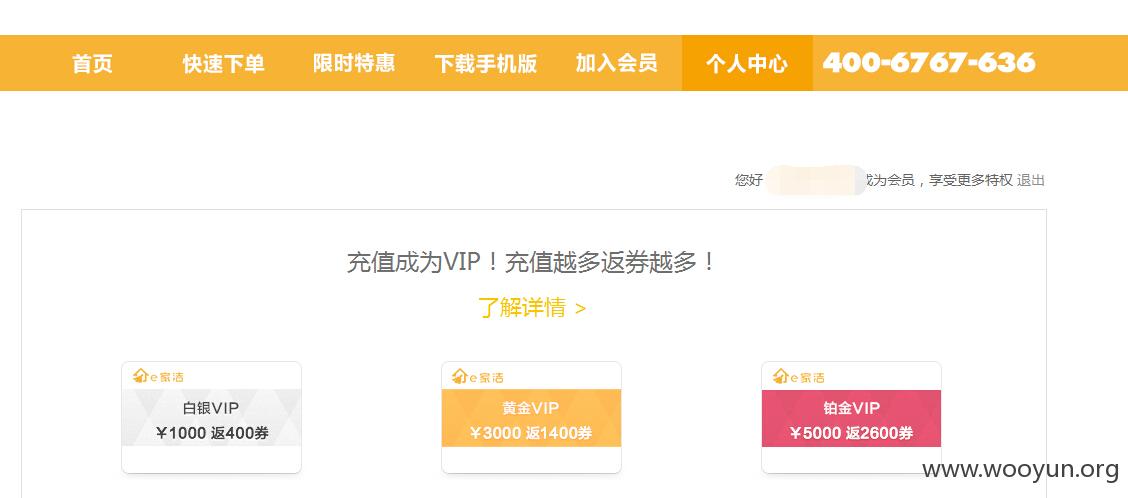 首页 快速下单 限时特惠 下载手机版 加入会员 个人中心 400-6767-636
您好 成为会员，享受更多特权 退出
充值成为VIP！充值越多返券越多！
了解详情 >
e家洁 e家洁 e家洁
白银VIP 黄金VIP 铂金VIP
￥1000 返400券 ￥3000 返1400券 ￥5000 返2600券
www.wooyun.org